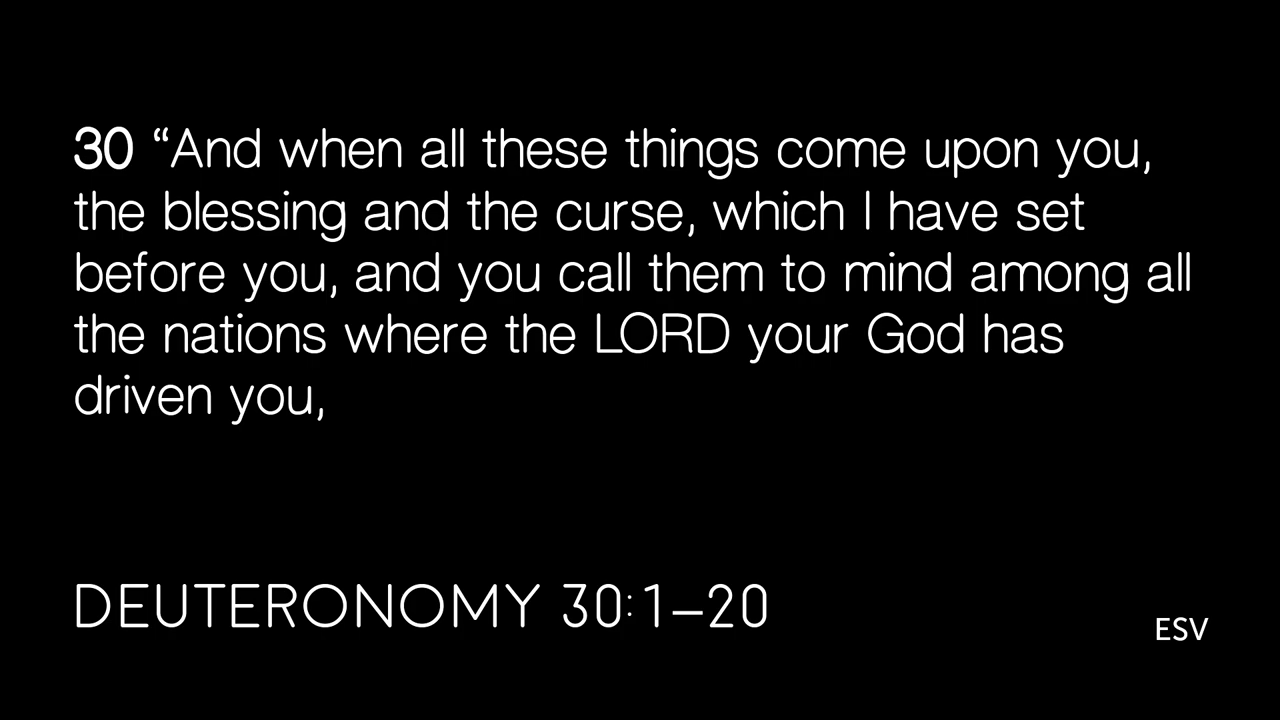 30 “And when all these things come upon you,
the blessing and the curse, which I have set
before you, and you call them to mind among all
the nations where the LORD your God has
driven you,
DEUTERONOMY 30:1–20
ESV